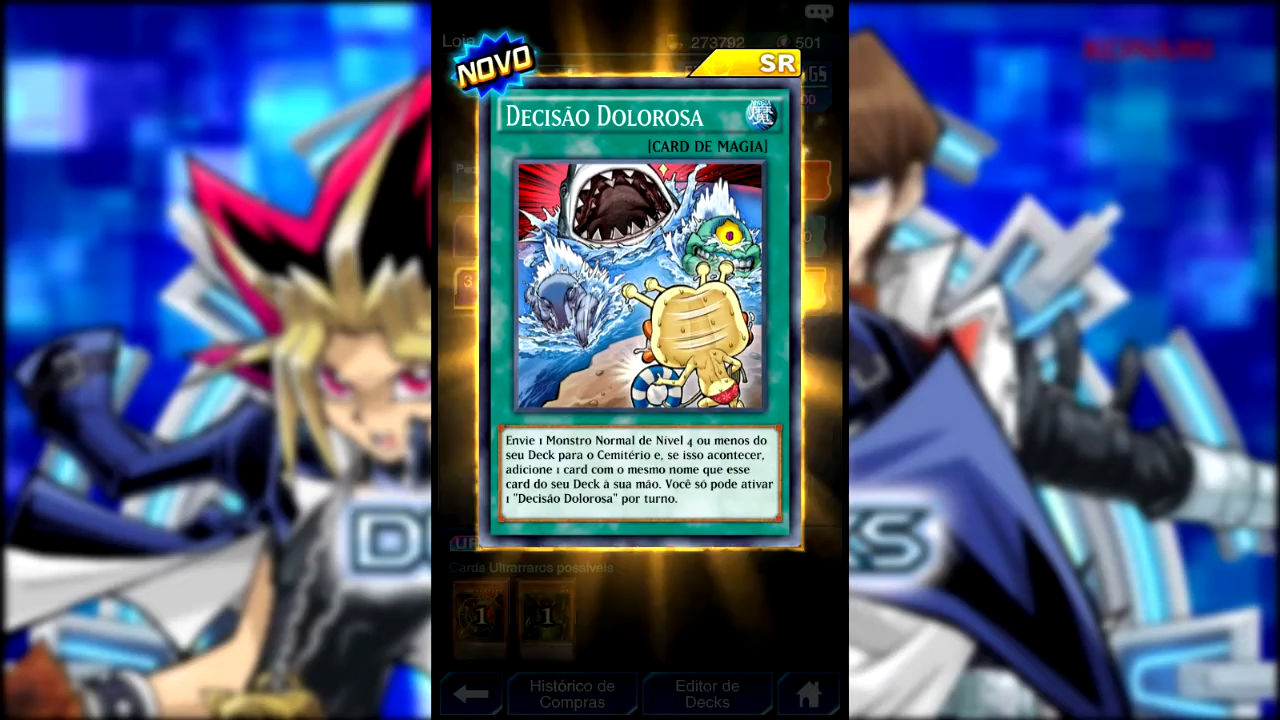 Loja
273792
501
KONAMI
NOVO
SR
DECISÃO DOLOROSA
[CARD DE MAGIA]
Envie 1 Monstro Normal de Nível 4 ou menos do
seu Deck para o Cemitério e, se isso acontecer,
adicione 1 card com o mesmo nome que esse
card do seu Deck à sua mão. Você só pode ativar
1 "Decisão Dolorosa" por turno.
UR
Cards Ultrarraros possíveis
1
1
Histórico de
Compras
Editor de
Decks